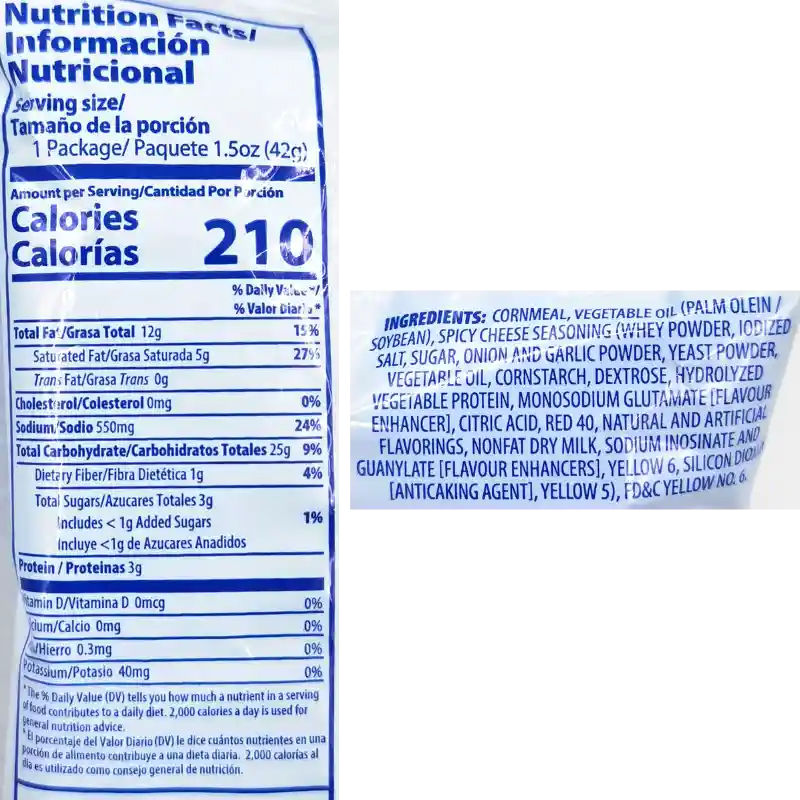 Nutrition Facts/
Información
Nutricional
Serving size/
Tamaño de la porción
1 Package/ Paquete 1.5oz (42g)
Amount per Serving/Cantidad Por Porción
Calories
Calorías 210
% Daily Value*/
% Valor Diario*
Total Fat/Grasa Total 12g 15%
Saturated Fat/Grasa Saturada 5g 27%
Trans Fat/Grasa Trans 0g
Cholesterol/Colesterol 0mg 0%
Sodium/Sodio 550mg 24%
Total Carbohydrate/Carbohidratos Totales 25g 9%
Dietary Fiber/Fibra Dietética 1g 4%
Total Sugars/Azucares Totales 3g
Includes < 1g Added Sugars 1%
Incluye <1g de Azucares Anadidos
Protein / Proteinas 3g
Vitamin D/Vitamina D 0mcg 0%
cium/Calcio 0mg 0%
/Hierro 0.3mg 0%
Potassium/Potasio 40mg 0%
* The % Daily Value (DV) tells you how much a nutrient in a serving
of food contributes to a daily diet. 2,000 calories a day is used for
general nutrition advice.
* El porcentaje del Valor Diario (DV) le dice cuántos nutrientes en una
porción de alimento contribuye a una dieta diaria. 2,000 calorías al
día es utilizado como consejo general de nutrición.
INGREDIENTS: CORNMEAL, VEGETABLE OIL (PALM OLEIN /
SOYBEAN), SPICY CHEESE SEASONING (WHEY POWDER, IODIZED
SALT, SUGAR, ONION AND GARLIC POWDER, YEAST POWDER,
VEGETABLE OIL, CORNSTARCH, DEXTROSE, HYDROLYZED
VEGETABLE PROTEIN, MONOSODIUM GLUTAMATE [FLAVOUR
ENHANCER], CITRIC ACID, RED 40, NATURAL AND ARTIFICIAL
FLAVORINGS, NONFAT DRY MILK, SODIUM INOSINATE AND
GUANYLATE [FLAVOUR ENHANCERS], YELLOW 6, SILICON DIOXI
[ANTICAKING AGENT], YELLOW 5), FD&C YELLOW NO. 6.